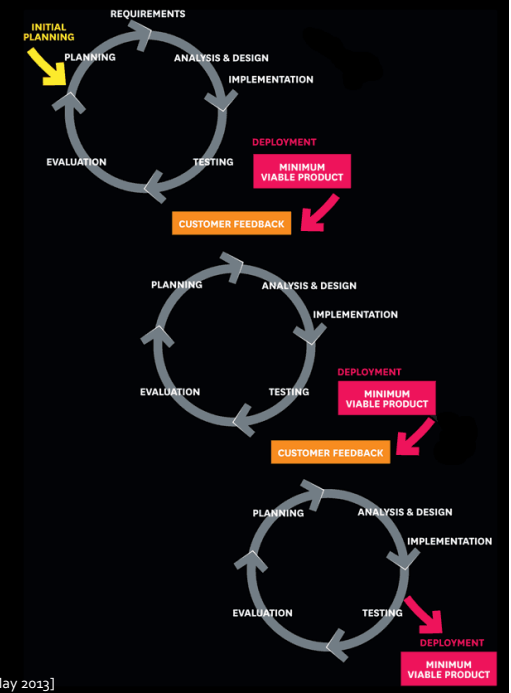 REQUIREMENTS
INITIAL
PLANNING
PLANNING
ANALYSIS & DESIGN
IMPLEMENTATION
EVALUATION
TESTING
DEPLOYMENT
MINIMUM
VIABLE PRODUCT
CUSTOMER FEEDBACK
PLANNING
ANALYSIS & DESIGN
IMPLEMENTATION
EVALUATION
TESTING
DEPLOYMENT
MINIMUM
VIABLE PRODUCT
CUSTOMER FEEDBACK
PLANNING
ANALYSIS & DESIGN
IMPLEMENTATION
EVALUATION
TESTING
DEPLOYMENT
MINIMUM
VIABLE PRODUCT
2013]